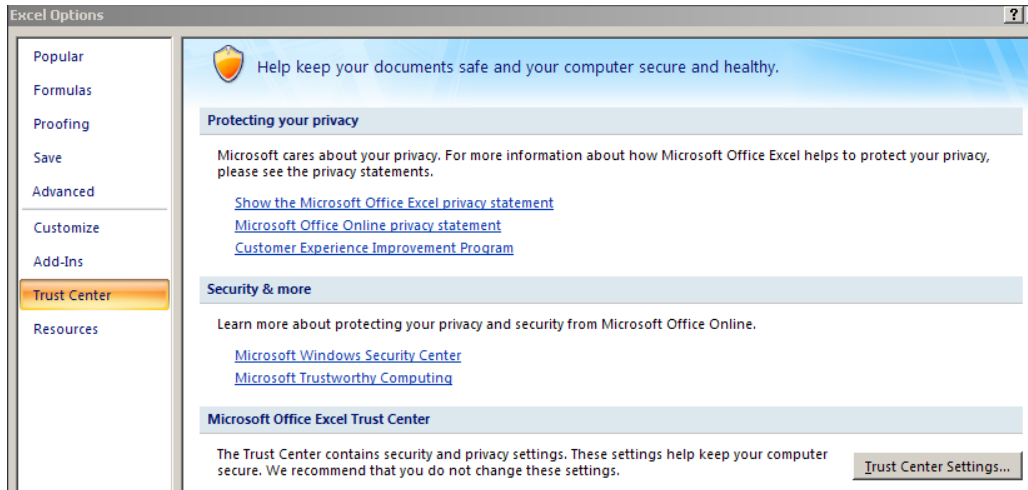 Excel Options
?
Popular
Formulas
Proofing
Save
Advanced
Customize
Add-Ins
Trust Center
Resources
Help keep your documents safe and your computer secure and healthy.
Protecting your privacy
Microsoft cares about your privacy. For more information about how Microsoft Office Excel helps to protect your privacy,
please see the privacy statements.
Show the Microsoft Office Excel privacy statement
Microsoft Office Online privacy statement
Customer Experience Improvement Program
Security & more
Learn more about protecting your privacy and security from Microsoft Office Online.
Microsoft Windows Security Center
Microsoft Trustworthy Computing
Microsoft Office Excel Trust Center
The Trust Center contains security and privacy settings. These settings help keep your computer
secure. We recommend that you do not change these settings.
Trust Center Settings...